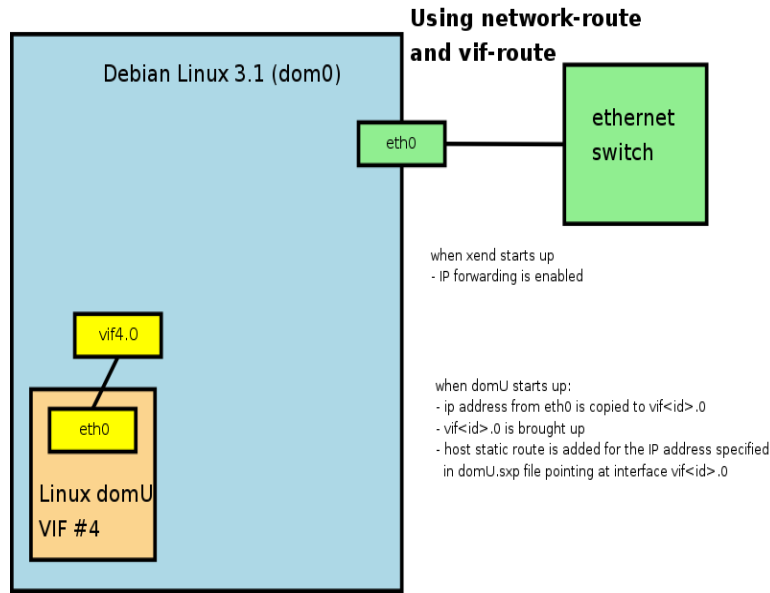 Using network-route
and vif-route
Debian Linux 3.1 (dom0)
eth0
ethernet
switch
when xend starts up
- IP forwarding is enabled
vif4.0
eth0
Linux domU
VIF #4
when domU starts up:
- ip address from eth0 is copied to vif<id>.0
- vif<id>.0 is brought up
- host static route is added for the IP address specified
in domU.sxp file pointing at interface vif<id>.0